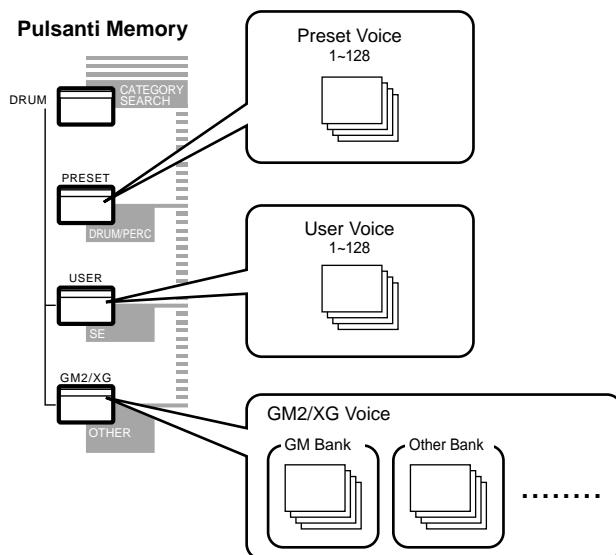 Pulsanti Memory
DRUM
CATEGORY
SEARCH
PRESET
DRUM/PERC
USER
SE
GM2/XG
OTHER
Preset Voice
1~128
User Voice
1~128
GM2/XG Voice
GM Bank
Other Bank
........